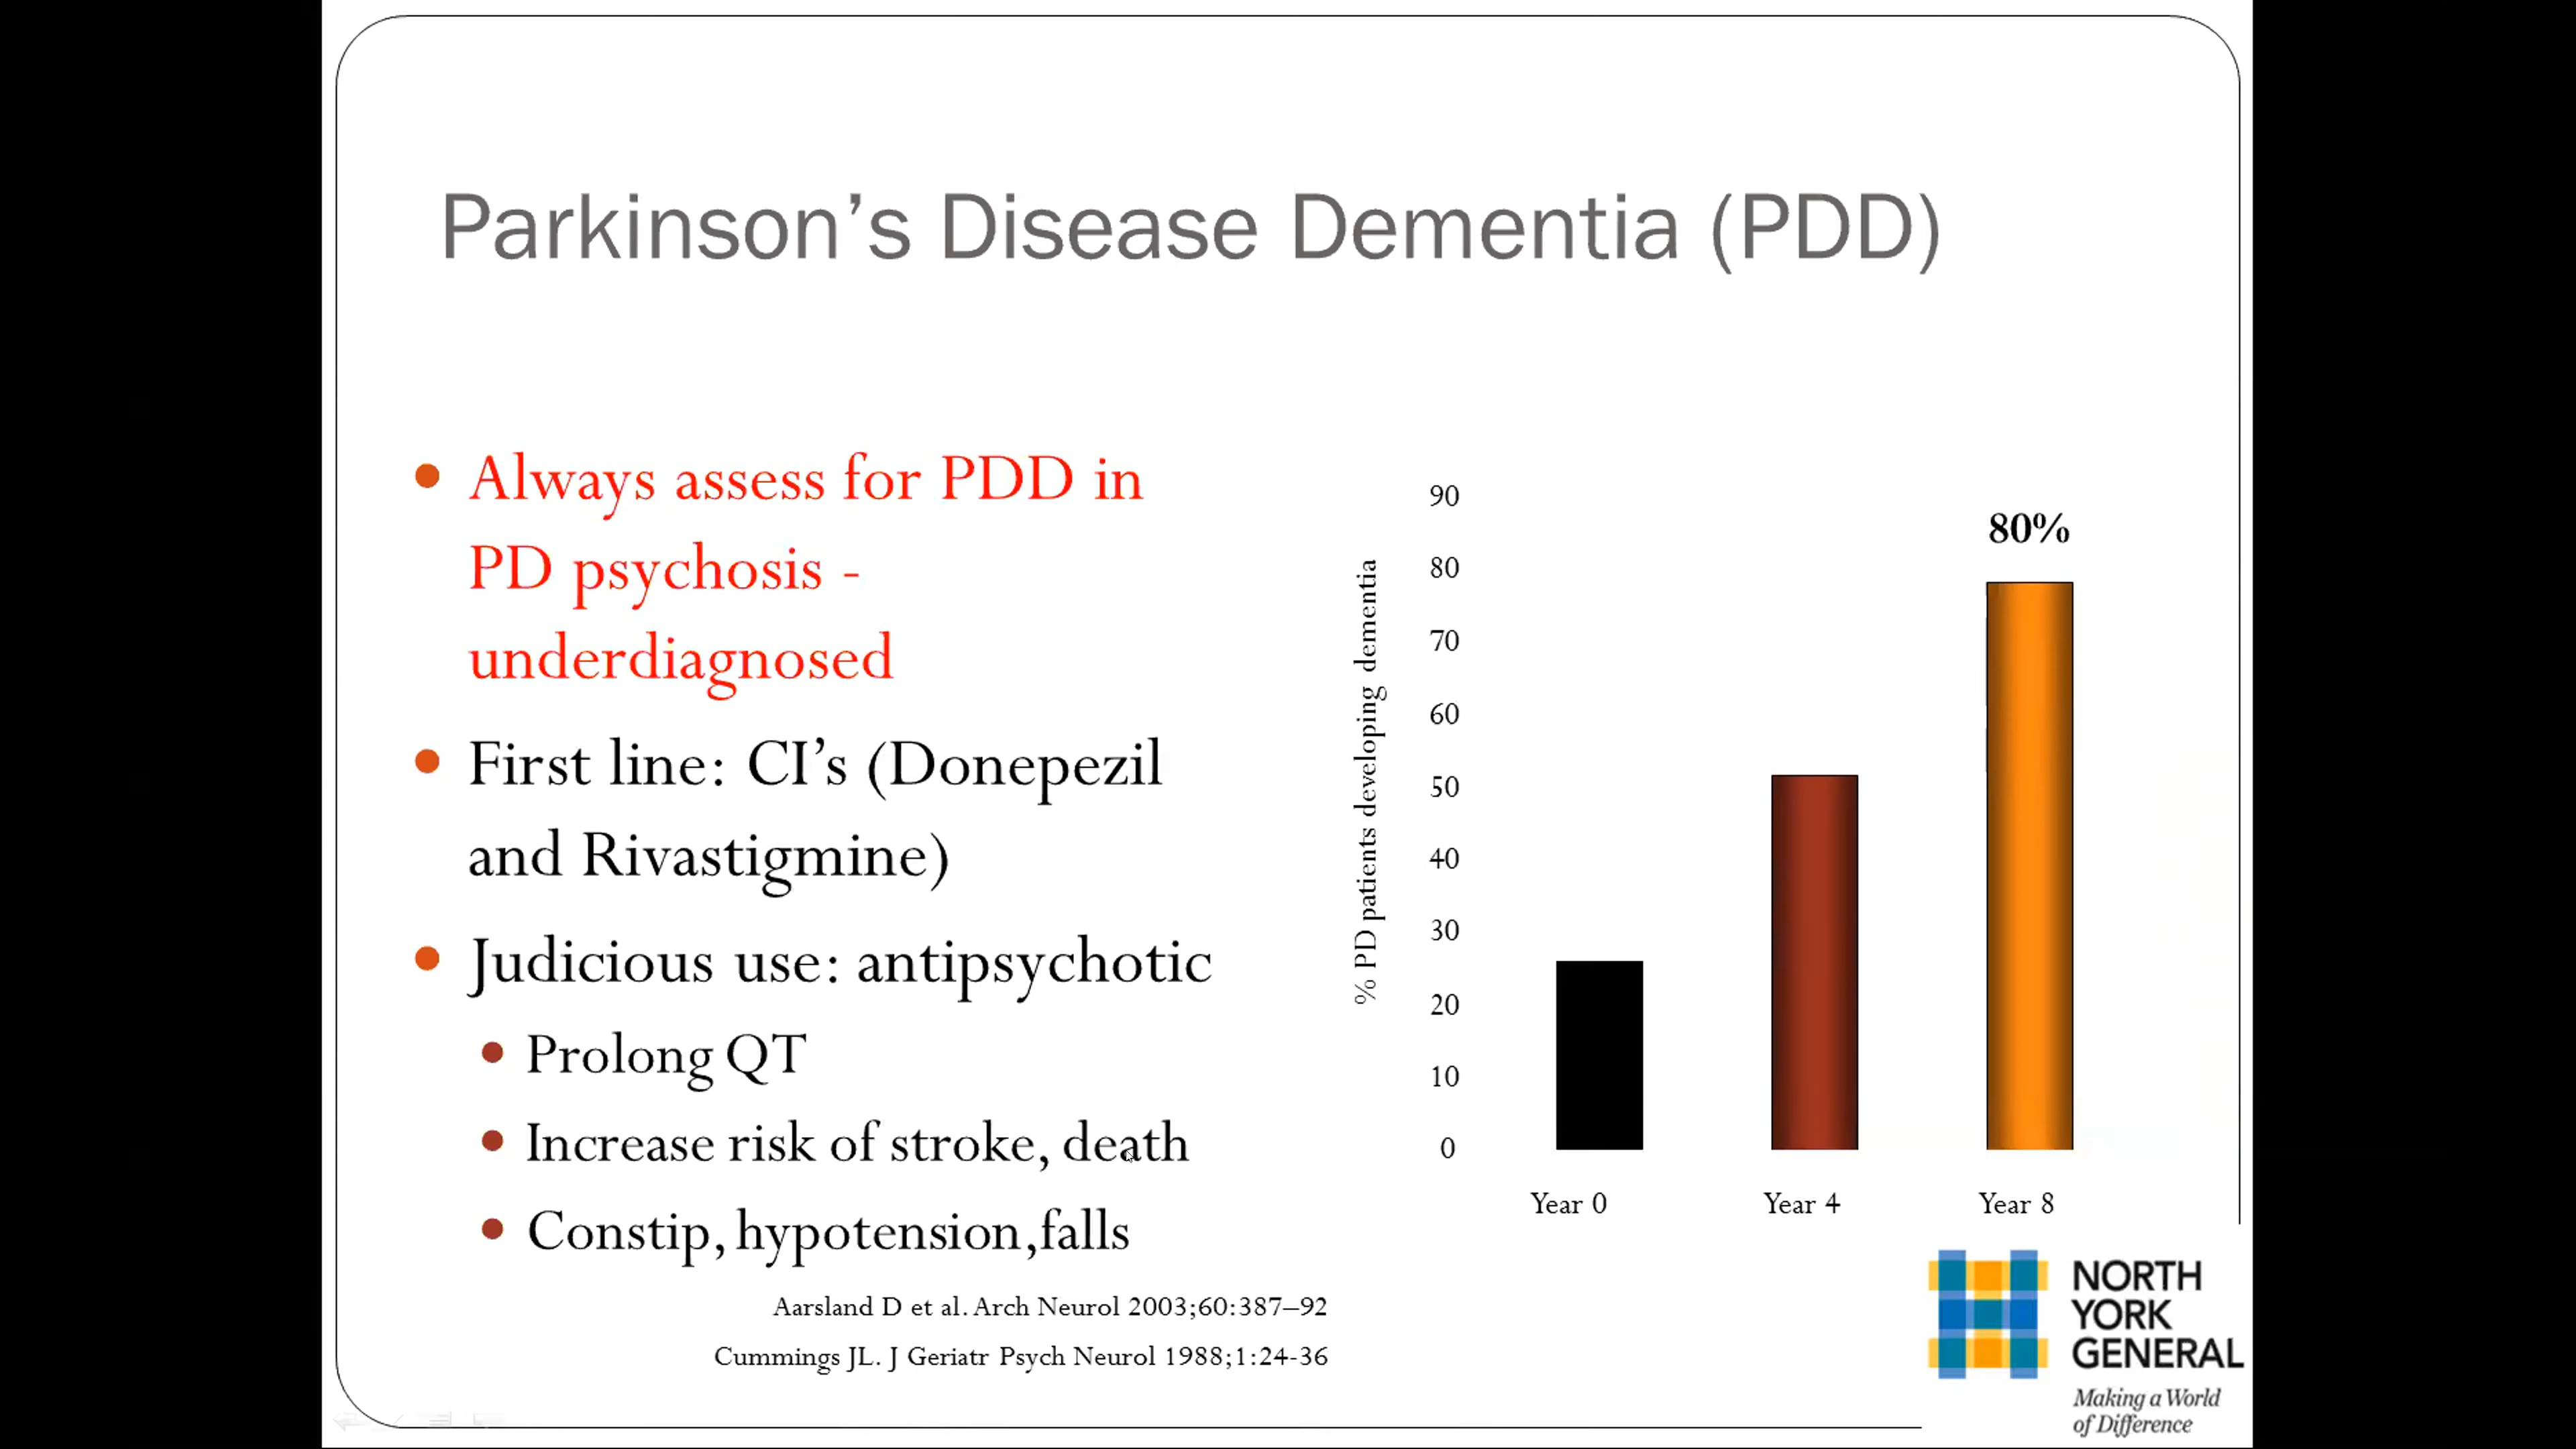 Parkinson’s Disease Dementia (PDD)
Always assess for PDD in
PD psychosis -
underdiagnosed
First line: CI’s (Donepezil
and Rivastigmine)
Judicious use: antipsychotic
Prolong QT
Increase risk of stroke, death
Constip, hypotension,falls
Aarsland D et al. Arch Neurol 2003;60:387–92
Cummings JL. J Geriatr Psych Neurol 1988;1:24-36
% PD patients developing dementia
90
80
70
60
50
40
30
20
10
0
80%
Year 0
Year 4
Year 8
NORTH
YORK
GENERAL
Making a World
of Difference